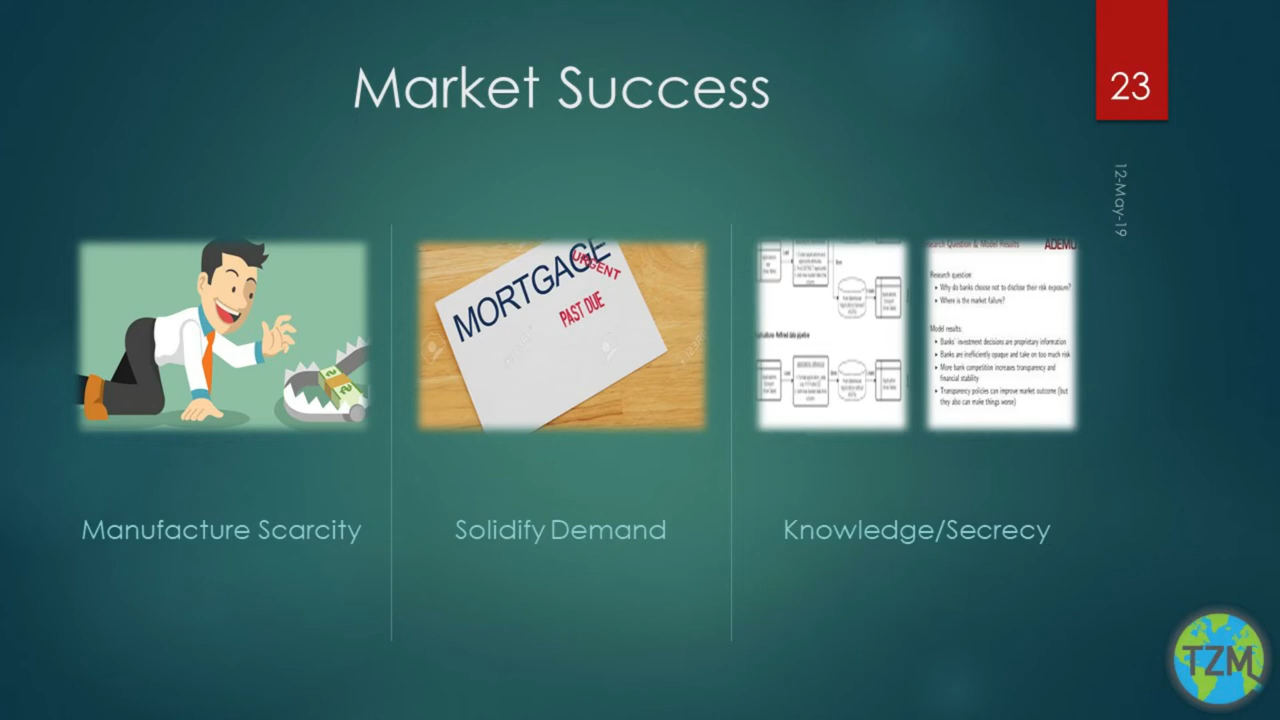 Market Success
23
12-May-19
MORTGAGE
URGENT
PAST DUE
Research Question & Model Results
ADEMU
Research question:
▸ Why do banks choose not to disclose their risk exposure?
▸ Where is the market failure?
Model results:
▸ Banks' investment decisions are proprietary information
▸ Banks are inefficiently opaque and take on too much risk
▸ More bank competition increases transparency and
financial stability
▸ Transparency policies can improve market outcome (but
they also can make things worse)
Manufacture Scarcity
Solidify Demand
Knowledge/Secrecy
TZM